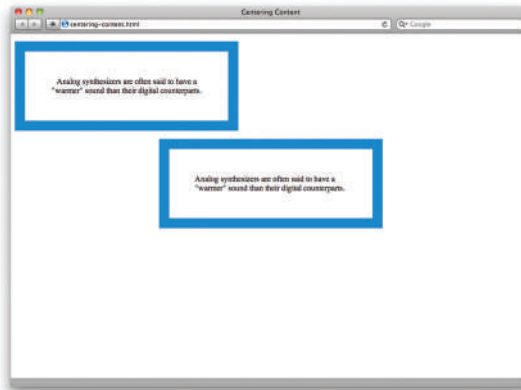 Centering Content
centering-content.html
Google
Analog synthesizers are often said to have a
"warmer" sound than their digital counterparts.
Analog synthesizers are often said to have a
"warmer" sound than their digital counterparts.